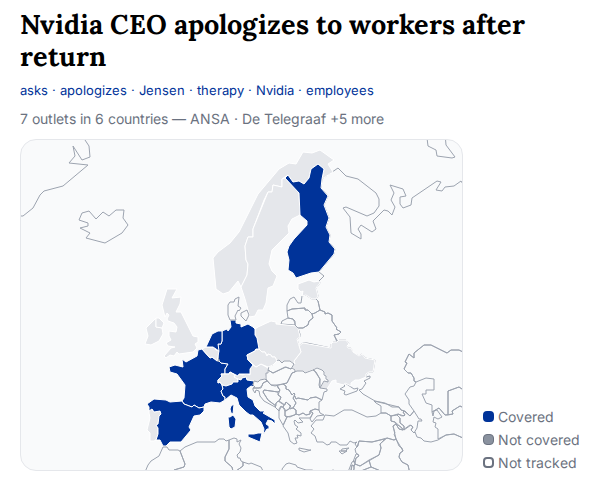 Nvidia CEO apologizes to workers after
return
asks · apologizes · Jensen · therapy · Nvidia · employees
7 outlets in 6 countries — ANSA · De Telegraaf +5 more
Covered
Not covered
Not tracked